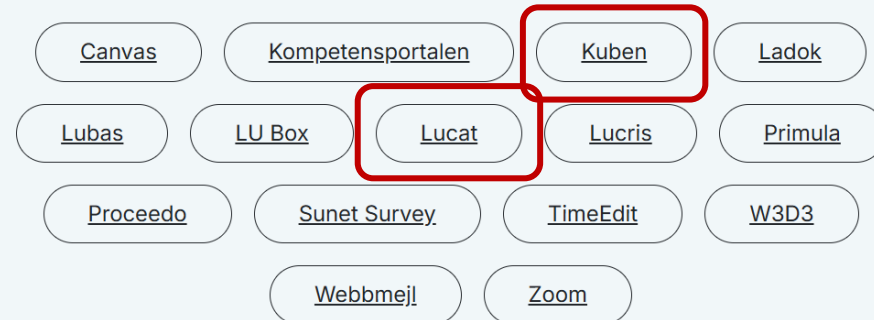 Canvas Kompetensportalen Kuben Ladok
Lubas LU Box Lucat Lucris Primula
Proceedo Sunet Survey TimeEdit W3D3
Webbmejl Zoom